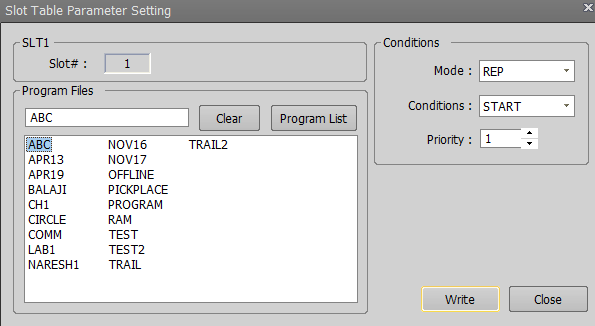 Slot Table Parameter Setting
SLT1
Slot# : 1
Program Files
ABC
Clear
Program List
ABC NOV16 TRAIL2
APR13 NOV17
APR19 OFFLINE
BALAJI PICKPLACE
CH1 PROGRAM
CIRCLE RAM
COMM TEST
LAB1 TEST2
NARESH1 TRAIL
Conditions
Mode : REP
Conditions : START
Priority : 1
Write
Close